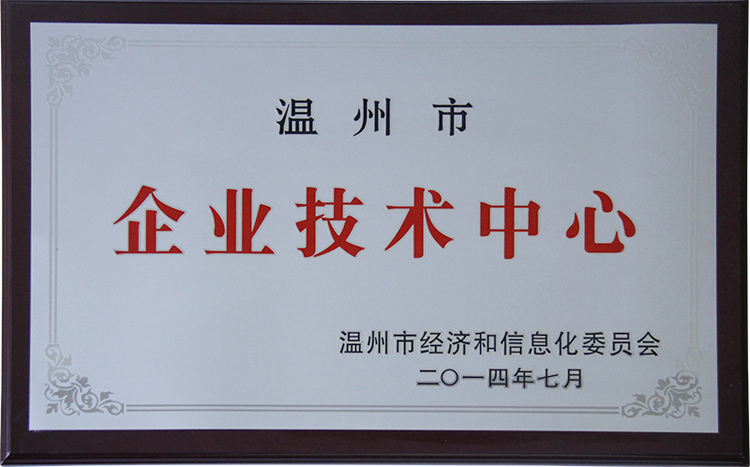 温州市
企业技术中心
温州市经济和信息化委员会
二〇一四年七月